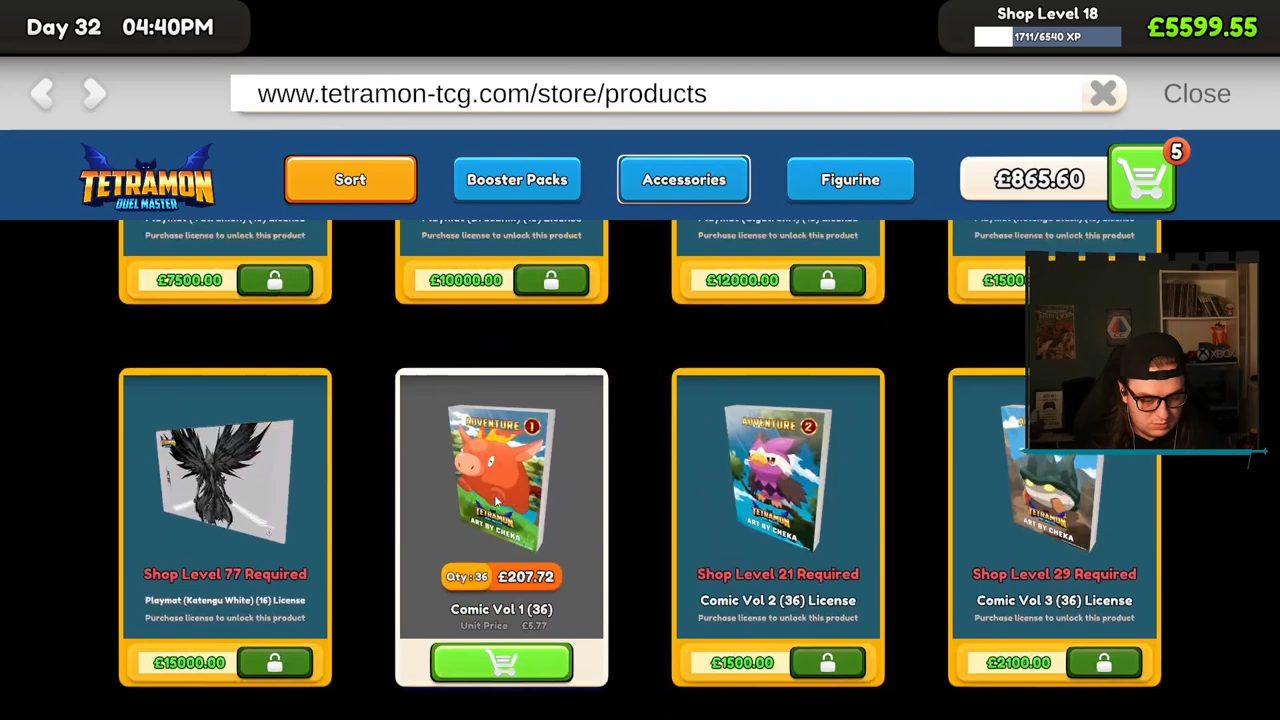 Day 32 04:40PM
Shop Level 18
1711/6540 XP
£5599.55
www.tetramon-tcg.com/store/products
Close
TETRAMON
DUEL MASTER
Sort
Booster Packs
Accessories
Figurine
£865.60
5
Purchase license to unlock this product
Purchase license to unlock this product
Purchase license to unlock this product
Purchase license to unlock this product
£7500.00
£10000.00
£12000.00
Shop Level 77 Required
Playmat (Katengu White) (16) License
Purchase license to unlock this product
£15000.00
ADVENTURE 1
TETRAMON
ART BY CHEKA
Qty : 36 £207.72
Comic Vol 1 (36)
Unit Price £5.77
ADVENTURE 2
TETRAMON
ART BY CHEKA
Shop Level 21 Required
Comic Vol 2 (36) License
Purchase license to unlock this product
£1500.00
TETRAMON
ART BY CHEKA
Shop Level 29 Required
Comic Vol 3 (36) License
Purchase license to unlock this product
£2100.00
XBOX